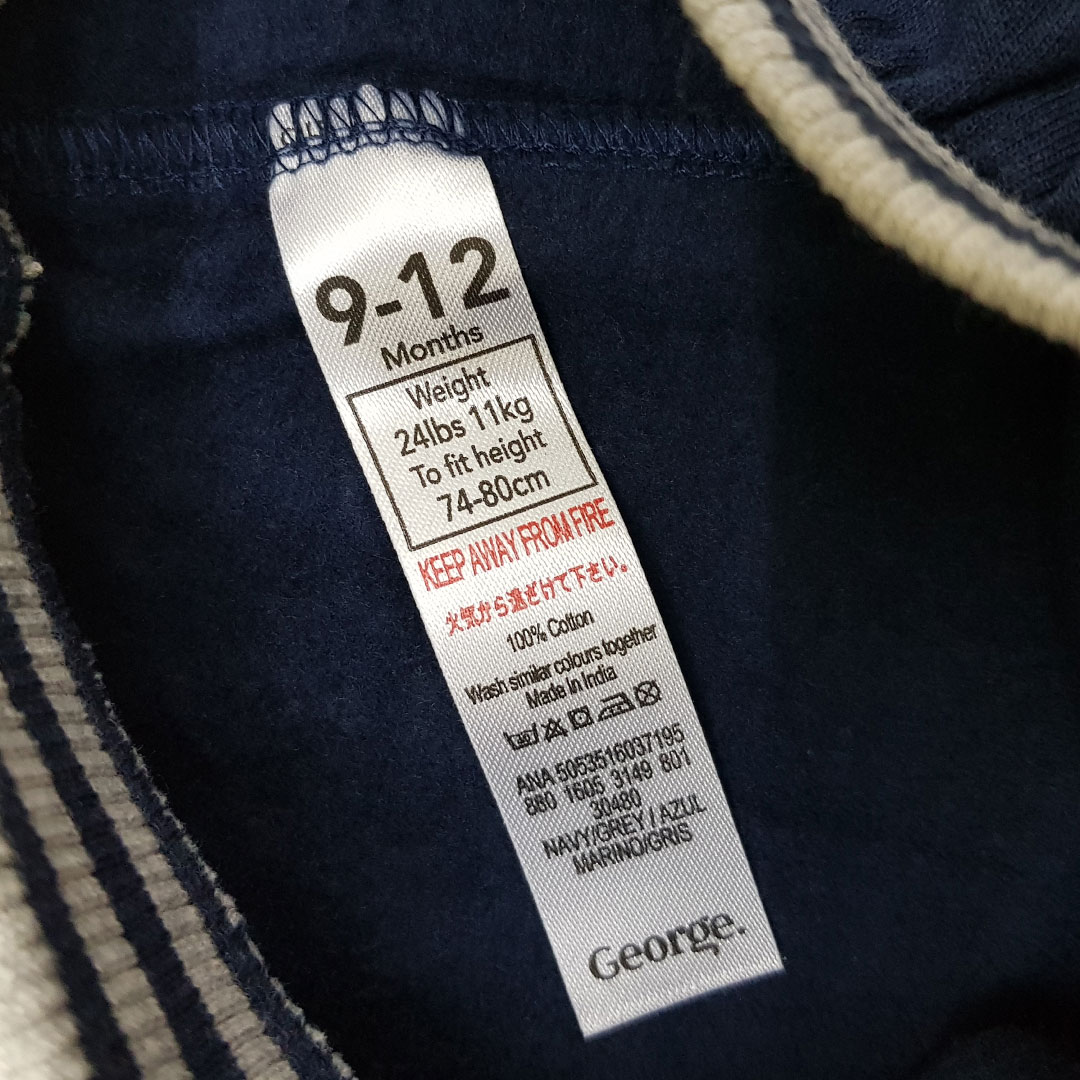 9-12
Months
Weight
24lbs 11kg
To fit height
74-80cm
KEEP AWAY FROM FIRE
火気から遠ざけて下さい。
100% Cotton
Wash similar colours together
Made in India
ANA 5053516037195
860 1605 3149 801
30480
NAVY/GREY / AZUL
MARINO/GRIS
George.